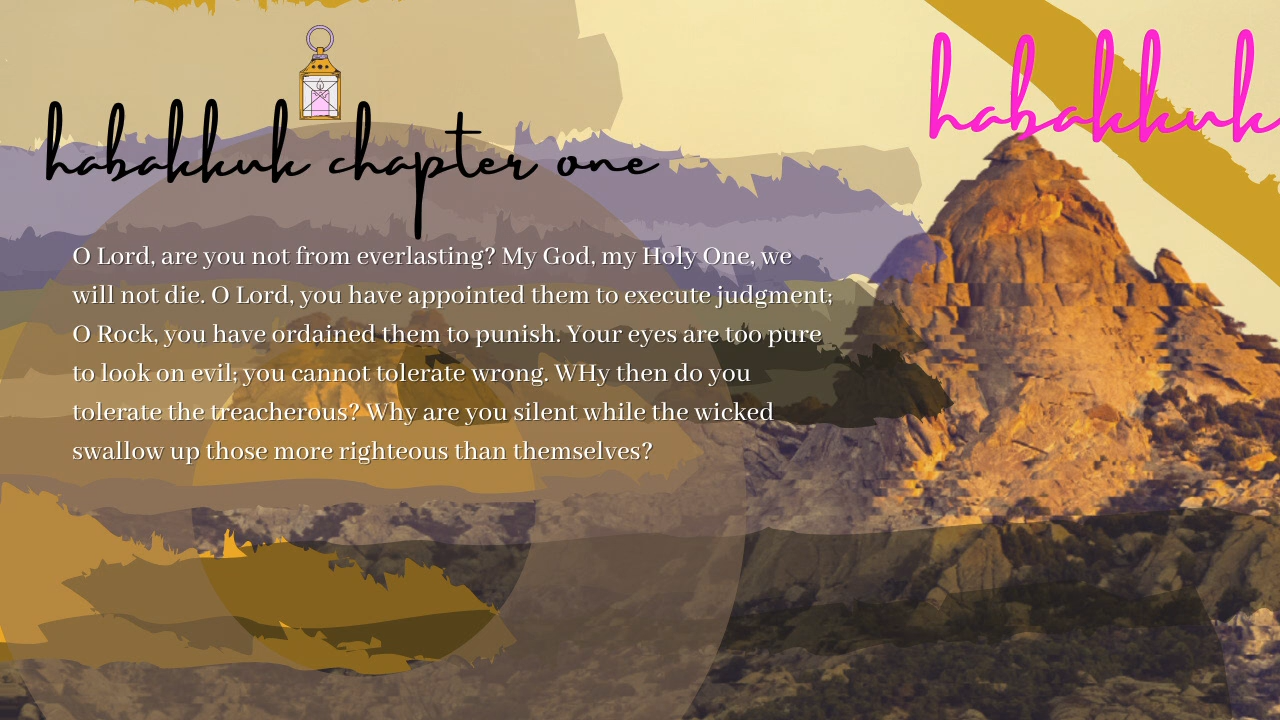 habakkuk
habakkuk chapter one
O Lord, are you not from everlasting? My God, my Holy One, we
will not die. O Lord, you have appointed them to execute judgment;
O Rock, you have ordained them to punish. Your eyes are too pure
to look on evil; you cannot tolerate wrong. WHy then do you
tolerate the treacherous? Why are you silent while the wicked
swallow up those more righteous than themselves?